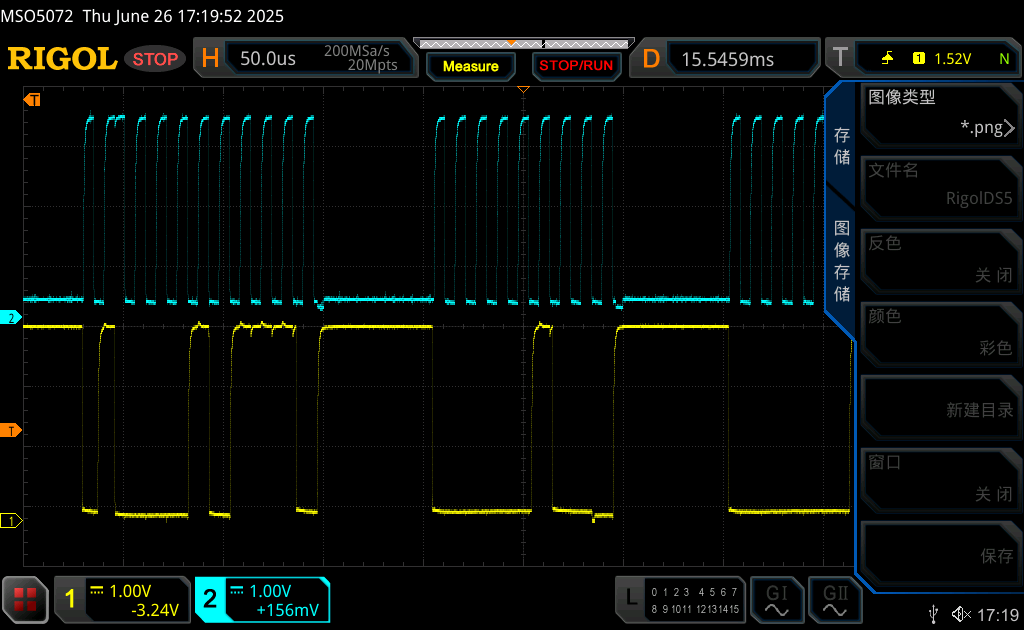 MSO5072 Thu June 26 17:19:52 2025
RIGOL STOP H 50.0us 200MSa/s 20Mpts Measure STOP/RUN D 15.5459ms T 1 1.52V N
T
存储
图像存储
图像类型
*.png
文件名
RigolDS5
反色
关闭
颜色
彩色
新建目录
窗口
关闭
保存
2
T
1
1 1.00V
-3.24V
2 1.00V
+156mV
L 0 1 2 3 4 5 6 7
8 9 10 11 12 13 14 15
GI
GII
17:19